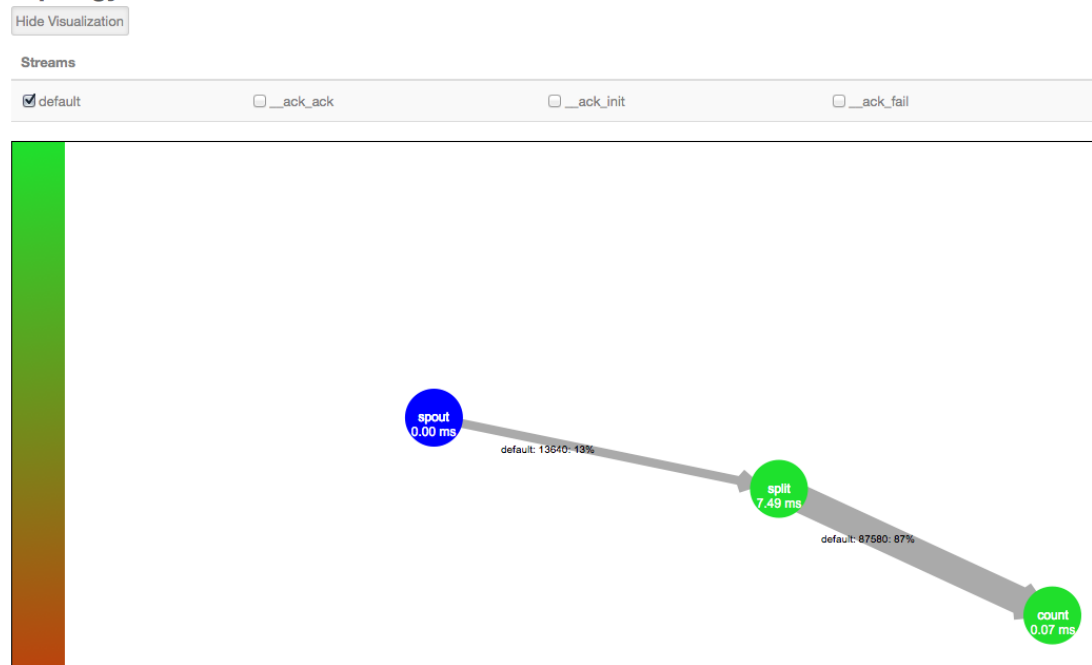 Hide Visualization
Streams
default
__ack_ack
__ack_init
__ack_fail
spout
0.00 ms
default: 13640: 13%
split
7.49 ms
default: 87580: 87%
count
0.07 ms